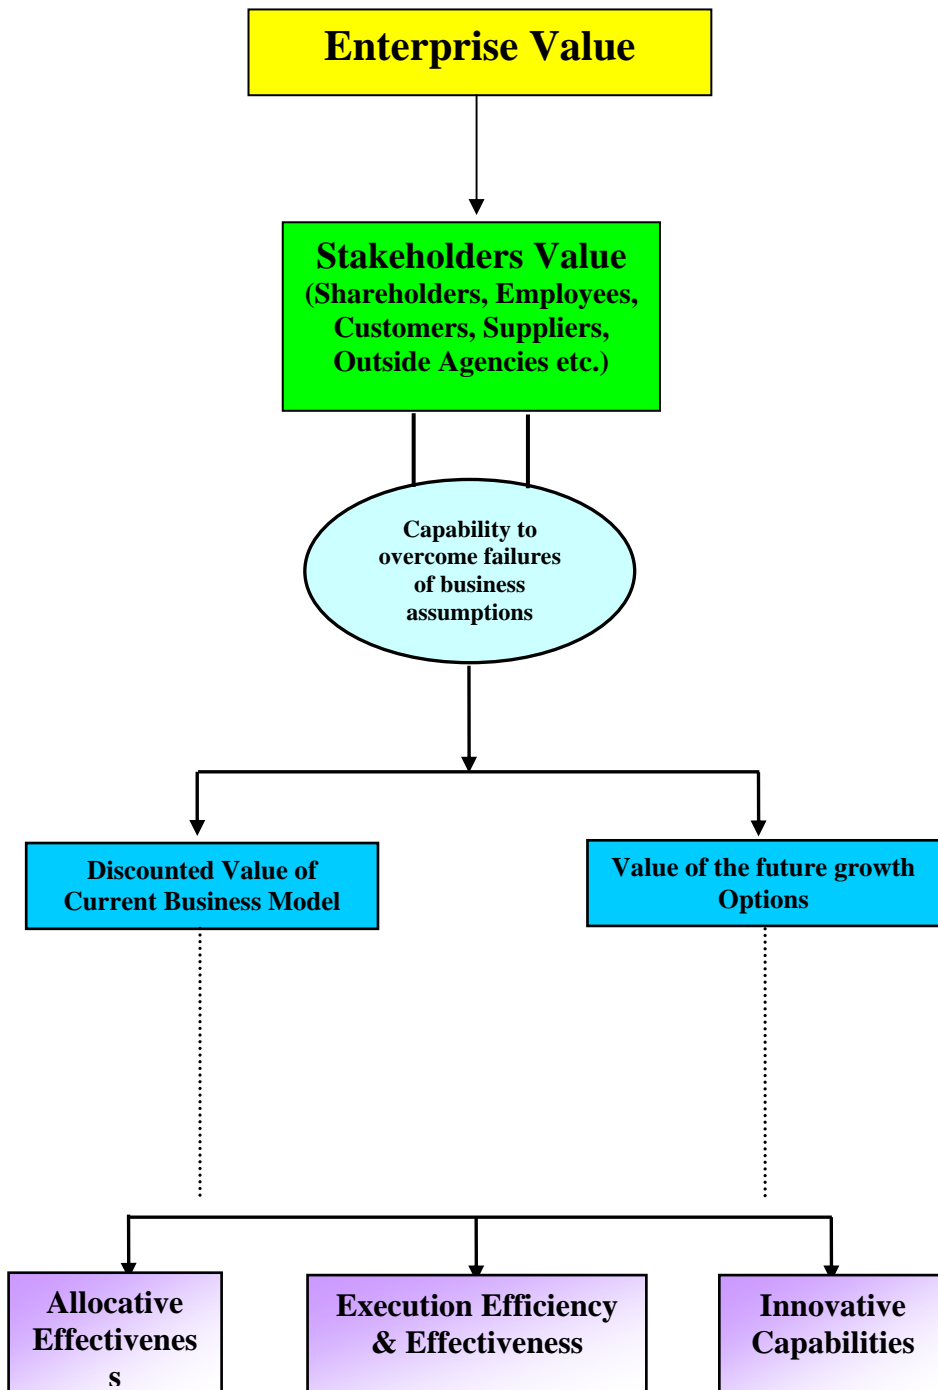 Enterprise Value
Stakeholders Value
(Shareholders, Employees,
Customers, Suppliers,
Outside Agencies etc.)
Capability to
overcome failures
of business
assumptions
Discounted Value of
Current Business Model
Value of the future growth
Options
Allocative
Effectivenes
s
Execution Efficiency
& Effectiveness
Innovative
Capabilities